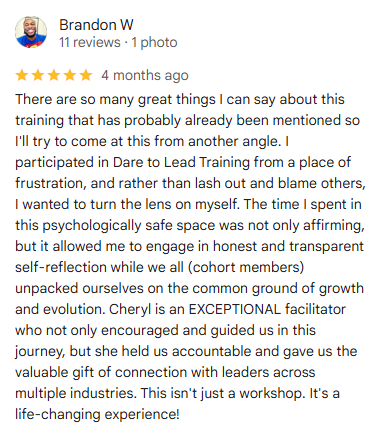 Brandon W
11 reviews · 1 photo
4 months ago
There are so many great things I can say about this
training that has probably already been mentioned so
I'll try to come at this from another angle. I
participated in Dare to Lead Training from a place of
frustration, and rather than lash out and blame others,
I wanted to turn the lens on myself. The time I spent in
this psychologically safe space was not only affirming,
but it allowed me to engage in honest and transparent
self-reflection while we all (cohort members)
unpacked ourselves on the common ground of growth
and evolution. Cheryl is an EXCEPTIONAL facilitator
who not only encouraged and guided us in this
journey, but she held us accountable and gave us the
valuable gift of connection with leaders across
multiple industries. This isn't just a workshop. It's a
life-changing experience!